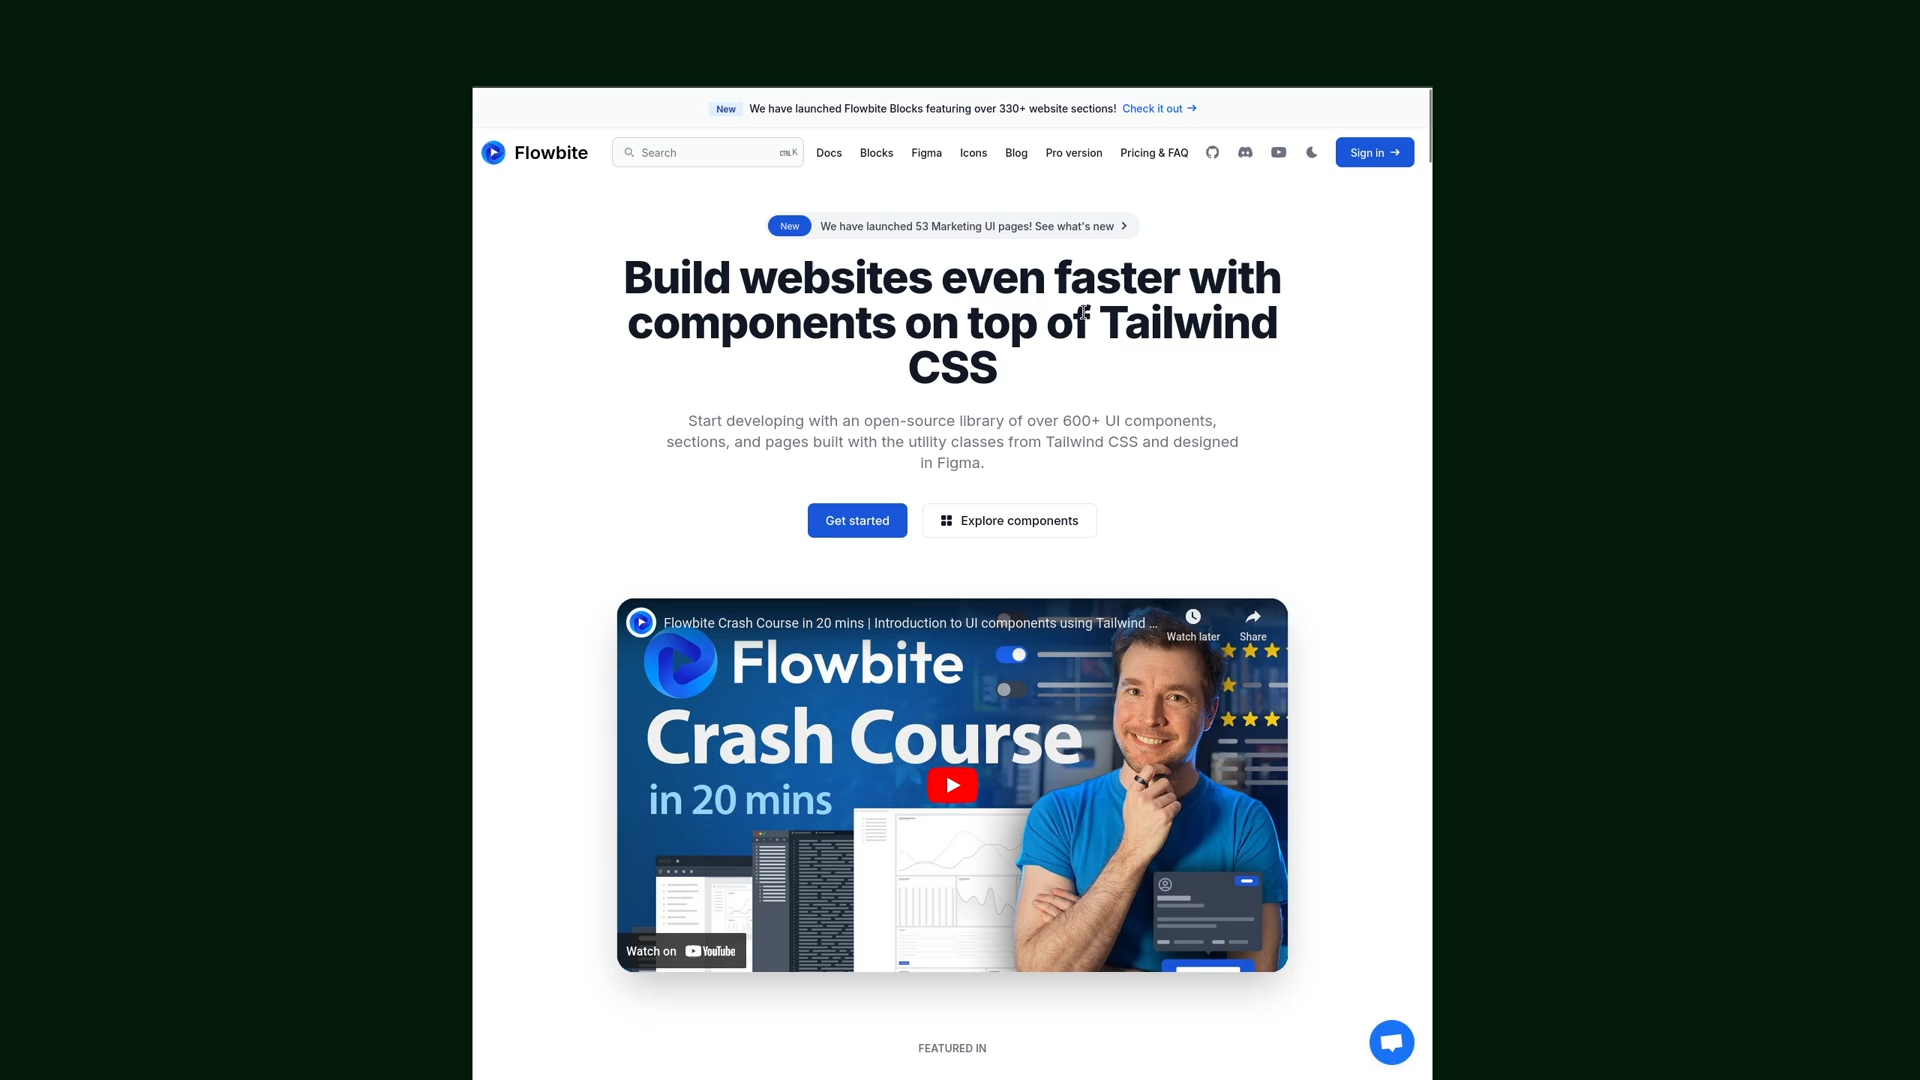 New We have launched Flowbite Blocks featuring over 330+ website sections! Check it out
Flowbite
Search CTRL K
Docs Blocks Figma Icons Blog Pro version Pricing & FAQ
Sign in
New We have launched 53 Marketing UI pages! See what's new
Build websites even faster with
components on top of Tailwind
CSS
Start developing with an open-source library of over 600+ UI components,
sections, and pages built with the utility classes from Tailwind CSS and designed
in Figma.
Get started
Explore components
Flowbite Crash Course in 20 mins | Introduction to UI components using Tailwind ...
Watch later
Share
Flowbite
Crash Course
in 20 mins
Watch on YouTube
FEATURED IN